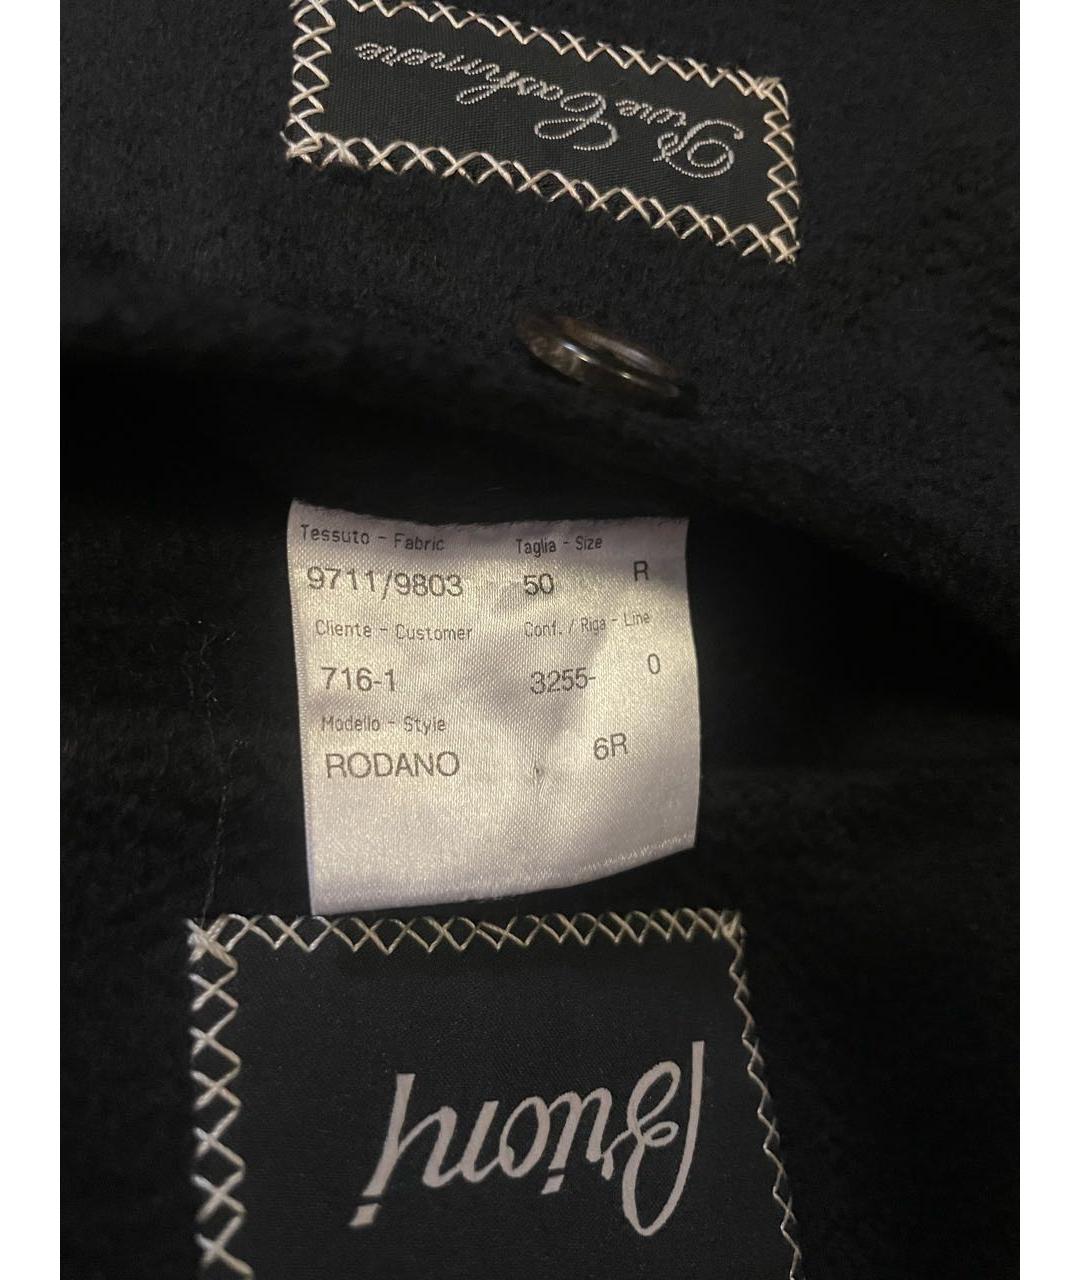 Pure Cashmere
Tessuto - Fabric
Taglia - Size
9711/9803
50
R
Cliente - Customer
Conf. / Riga - Line
716-1
3255-
0
Modello - Style
RODANO
6R
Brioni